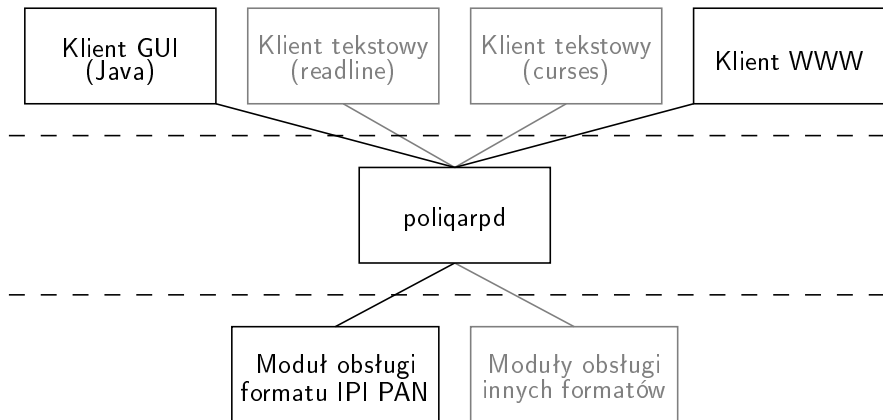 Klient GUI
(Java)
Klient tekstowy
(readline)
Klient tekstowy
(curses)
Klient WWW
poliqarpd
Moduł obsługi
formatu IPI PAN
Moduły obsługi
innych formatów